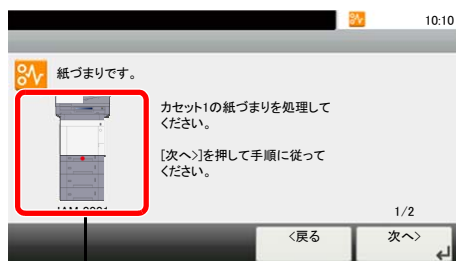 10:10
紙づまりです。
カセット1の紙づまりを処理して
ください。
[次へ>]を押して手順に従って
ください。
1/2
<戻る
次へ>